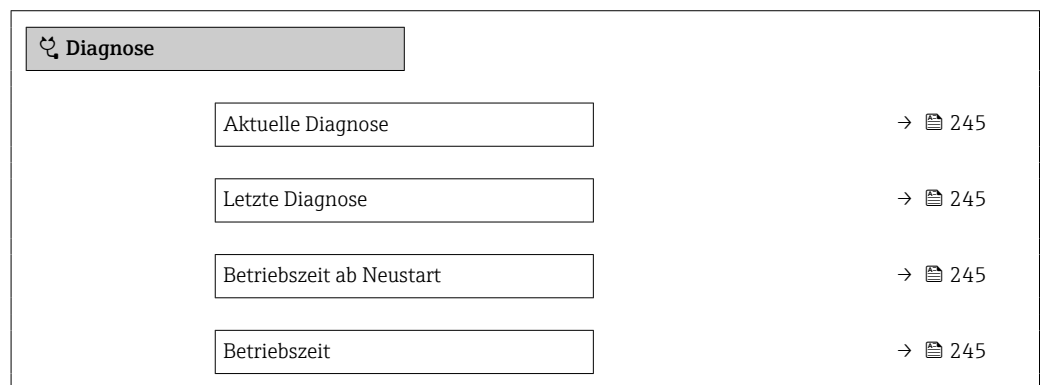 Diagnose
Aktuelle Diagnose → 245
Letzte Diagnose → 245
Betriebszeit ab Neustart → 245
Betriebszeit → 245